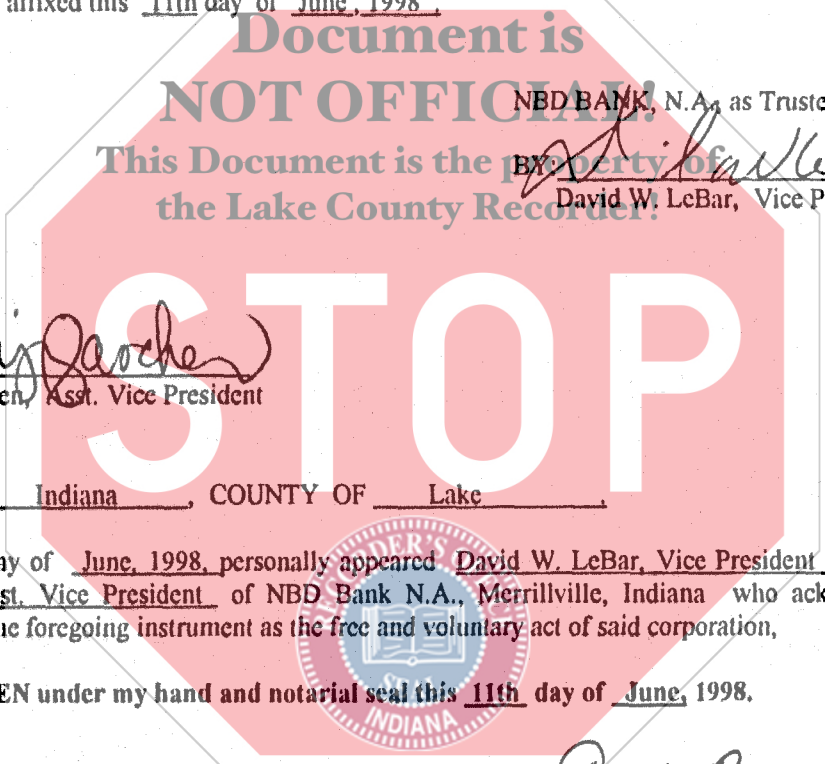 affixed this 11th day of June, 1998.
Document is
NOT OFFICIAL!
NBD BANK, N.A., as Truste
This Document is the property of
BY:
the Lake County Recorder!
David W. LeBar, Vice P
STOP
en, Asst. Vice President
Indiana, COUNTY OF Lake,
ay of June, 1998, personally appeared David W. LeBar, Vice President
st. Vice President of NBD Bank N.A., Merrillville, Indiana who ack
he foregoing instrument as the free and voluntary act of said corporation,
EN under my hand and notarial seal this 11th day of June, 1998.
RECORDER'S OFFICE
SEAL
INDIANA